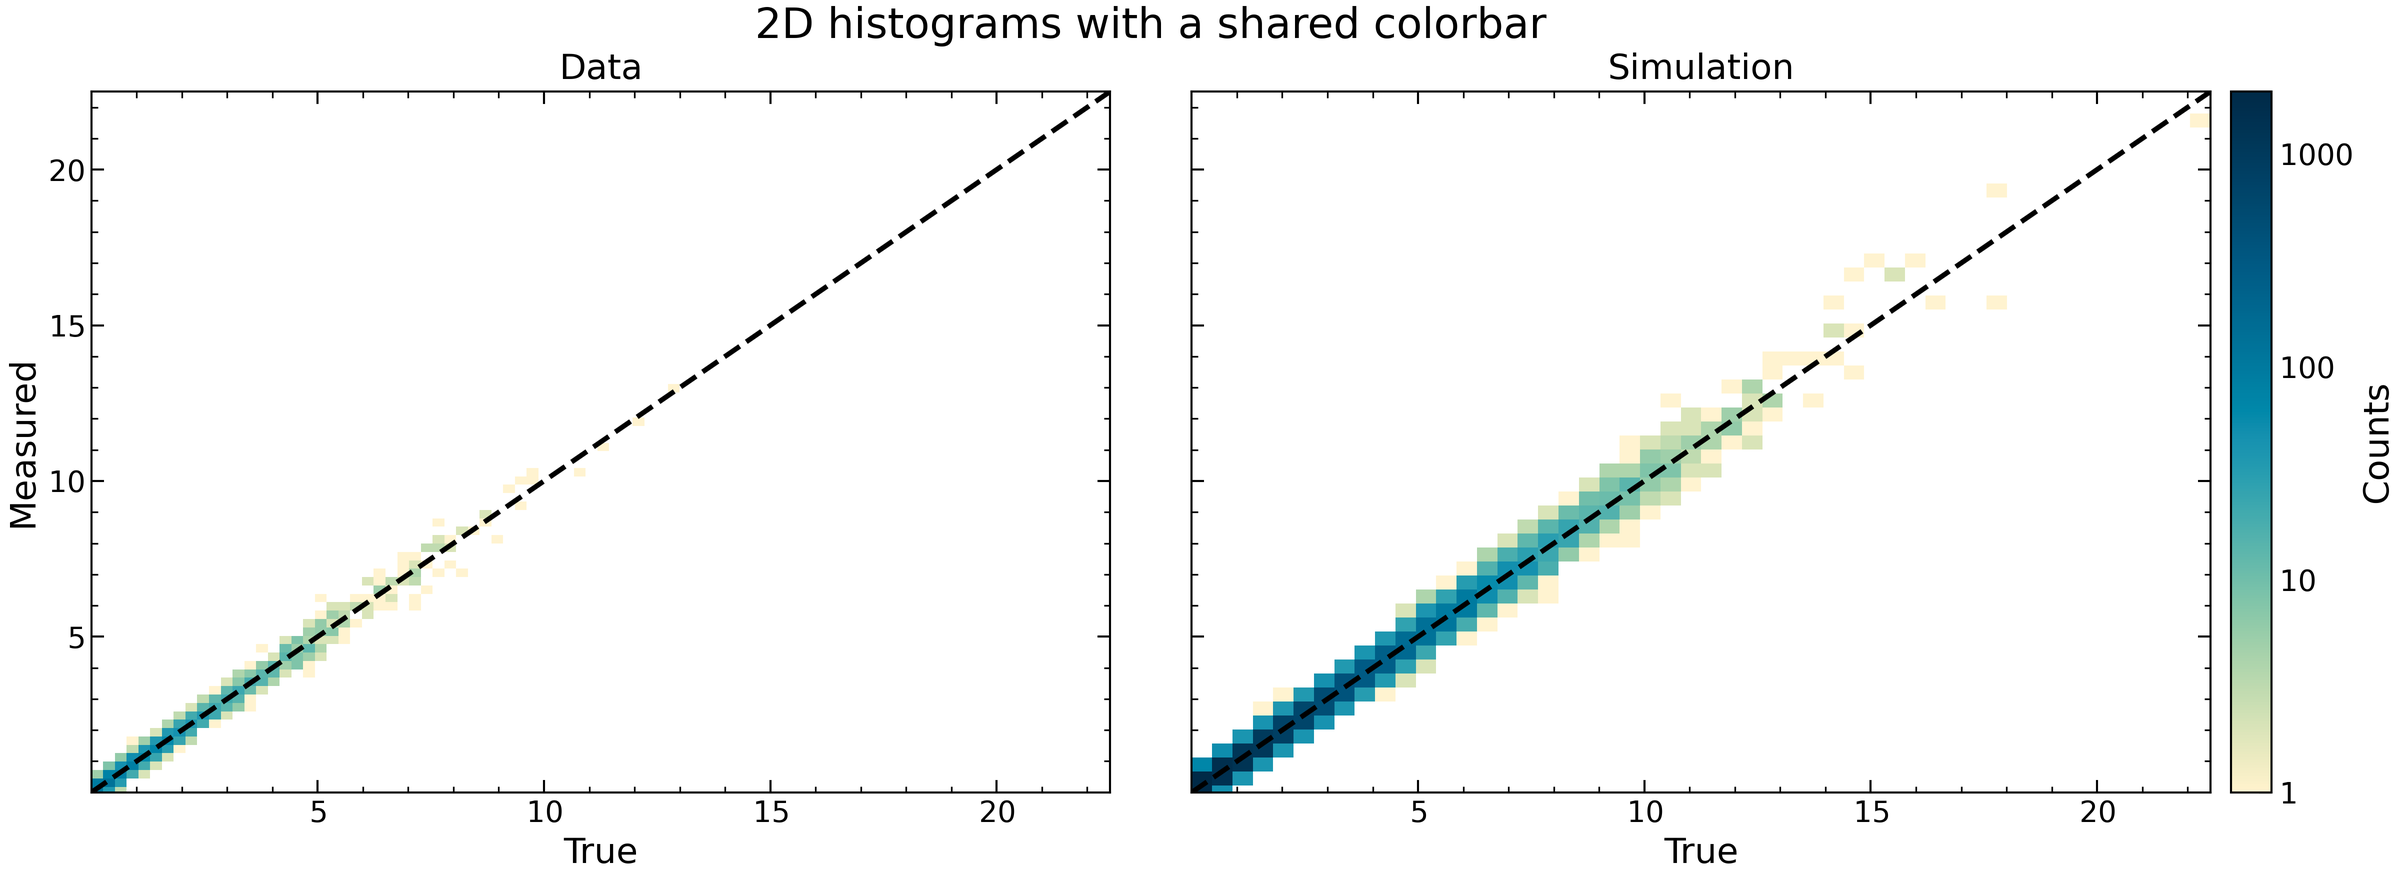 2D histograms with a shared colorbar
Data
Simulation
Measured
20
15
10
5
5 10 15 20
True
5 10 15 20
True
1000
100
10
1
Counts